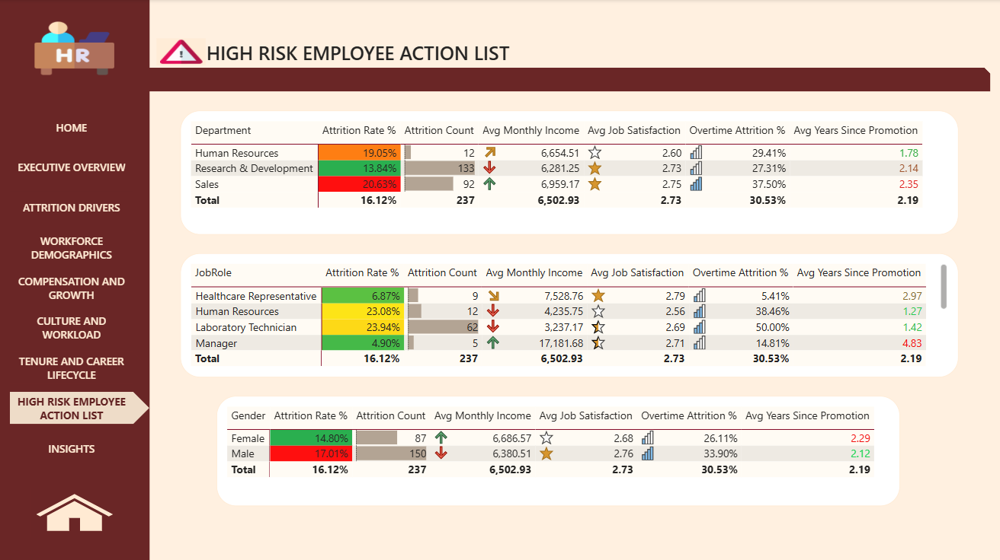 HR
HOME
EXECUTIVE OVERVIEW
ATTRITION DRIVERS
WORKFORCE
DEMOGRAPHICS
COMPENSATION AND
GROWTH
CULTURE AND
WORKLOAD
TENURE AND CAREER
LIFECYCLE
HIGH RISK EMPLOYEE
ACTION LIST
INSIGHTS
! HIGH RISK EMPLOYEE ACTION LIST
Department Attrition Rate % Attrition Count Avg Monthly Income Avg Job Satisfaction Overtime Attrition % Avg Years Since Promotion
Human Resources 19.05% 12 6,654.51 2.60 29.41% 1.78
Research & Development 13.84% 133 6,281.25 2.73 27.31% 2.14
Sales 20.63% 92 6,959.17 2.75 37.50% 2.35
Total 16.12% 237 6,502.93 2.73 30.53% 2.19
JobRole Attrition Rate % Attrition Count Avg Monthly Income Avg Job Satisfaction Overtime Attrition % Avg Years Since Promotion
Healthcare Representative 6.87% 9 7,528.76 2.79 5.41% 2.97
Human Resources 23.08% 12 4,235.75 2.56 38.46% 1.27
Laboratory Technician 23.94% 62 3,237.17 2.69 50.00% 1.42
Manager 4.90% 5 17,181.68 2.71 14.81% 4.83
Total 16.12% 237 6,502.93 2.73 30.53% 2.19
Gender Attrition Rate % Attrition Count Avg Monthly Income Avg Job Satisfaction Overtime Attrition % Avg Years Since Promotion
Female 14.80% 87 6,686.57 2.68 26.11% 2.29
Male 17.01% 150 6,380.51 2.76 33.90% 2.12
Total 16.12% 237 6,502.93 2.73 30.53% 2.19